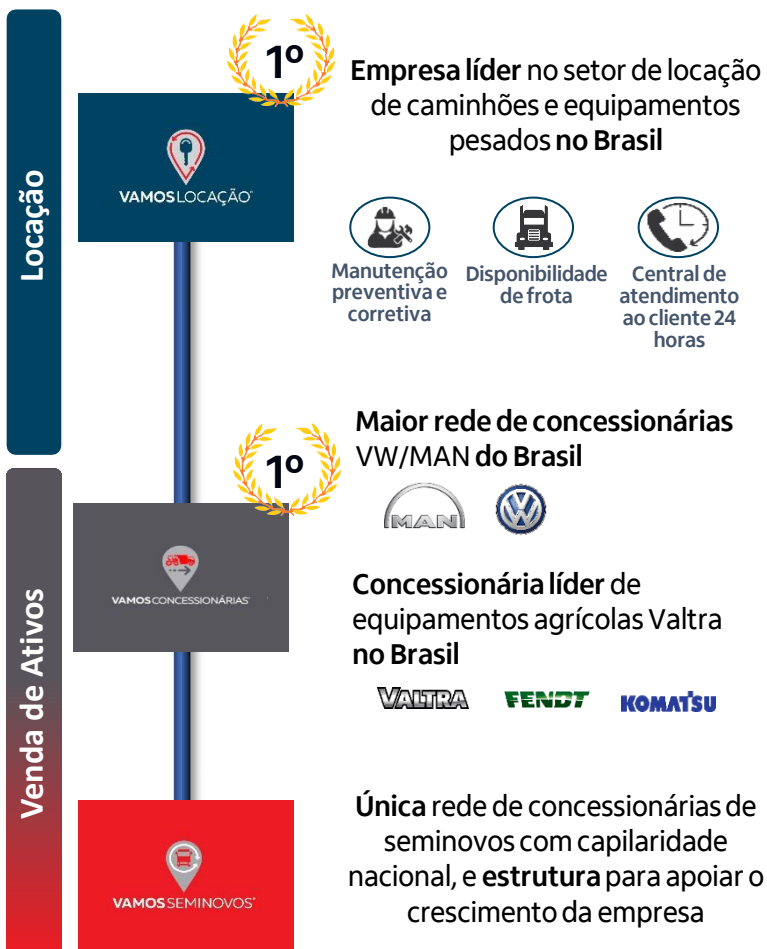 Locação
1º
VAMOS LOCAÇÃO
Empresa líder no setor de locação
de caminhões e equipamentos
pesados no Brasil
Manutenção
preventiva e
corretiva
Disponibilidade
de frota
Central de
atendimento
ao cliente 24
horas
Venda de Ativos
1º
VAMOS CONCESSIONÁRIAS
Maior rede de concessionárias
VW/MAN do Brasil
MAN
VW
Concessionária líder de
equipamentos agrícolas Valtra
no Brasil
VALTRA
FENDT
KOMATSU
VAMOS SEMINOVOS
Única rede de concessionárias de
seminovos com capilaridade
nacional, e estrutura para apoiar o
crescimento da empresa